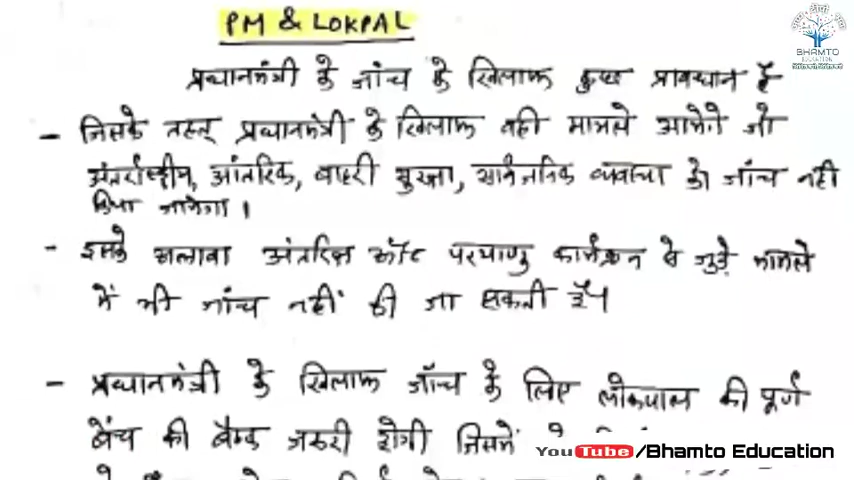 PM & LOKPAL
BHAMTO
EDUCATION
प्रधानमंत्री के जांच के खिलाफ कुछ प्रावधान है
- जिसके तहत प्रधानमंत्री के खिलाफ वही मामले आयेगे जो
अंतर्राष्ट्रीय, आंतरिक, बाहरी सुरक्षा, सार्वजनिक व्यवस्था को जांच नही
किया जायेगा।
- इसके अलावा अंतरिक्ष और परमाणु कार्यक्रम से जुड़े मामले
में भी जांच नहीं की जा सकती है।
- प्रधानमंत्री के खिलाफ जाँच के लिए लोकपाल की पूर्ण
बेंच की बैठक जरुरी होगी जिसमें
YouTube/Bhamto Education